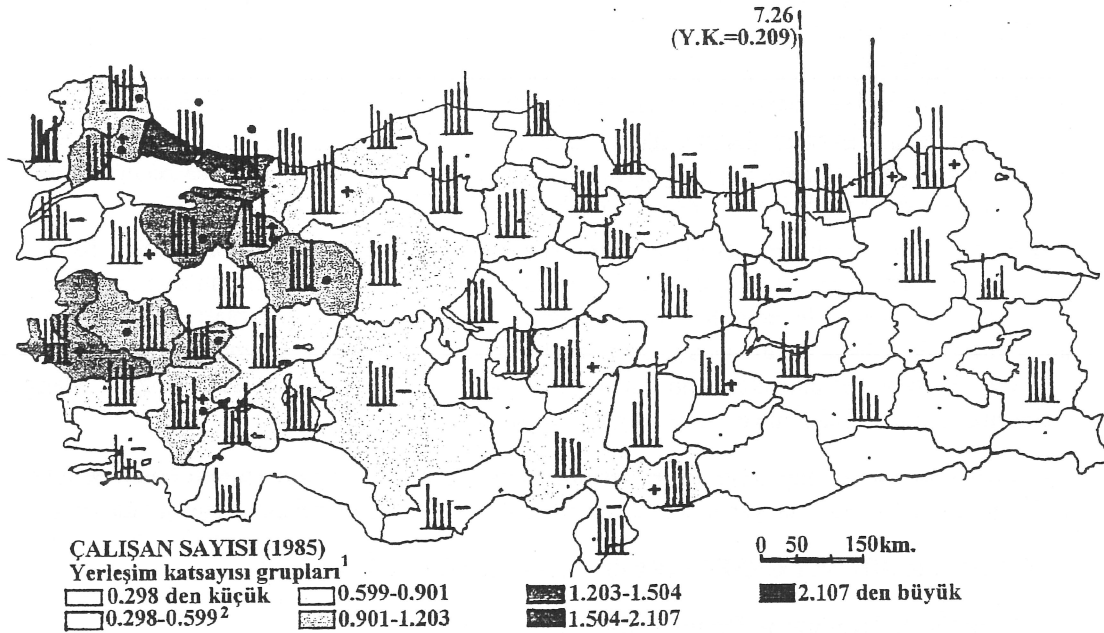 7.26
(Y.K.=0.209)
ÇALIŞAN SAYISI (1985)
Yerleşim katsayısı grupları¹
0.298 den küçük
0.599-0.901
1.203-1.504
2.107 den büyük
0.298-0.599²
0.901-1.203
1.504-2.107
0 50 150km.